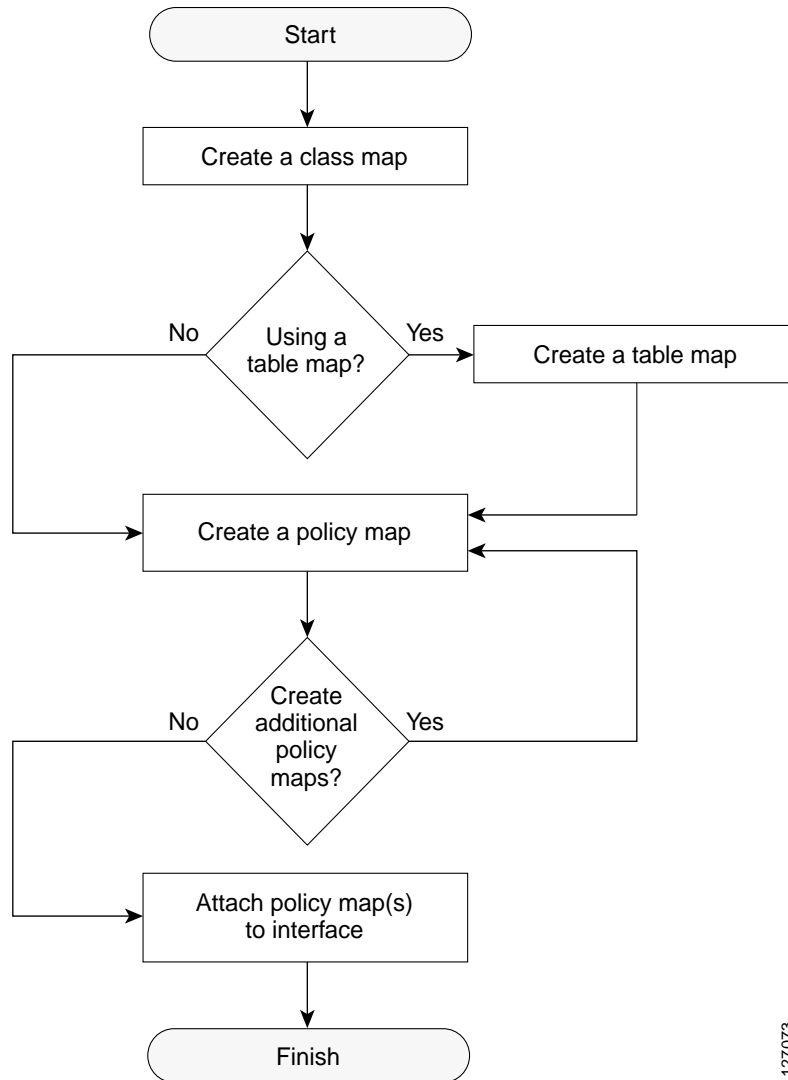 Start
Create a class map
No
Using a
table map?
Yes
Create a table map
Create a policy map
No
Create
additional
policy
maps?
Yes
Attach policy map(s)
to interface
Finish
127073